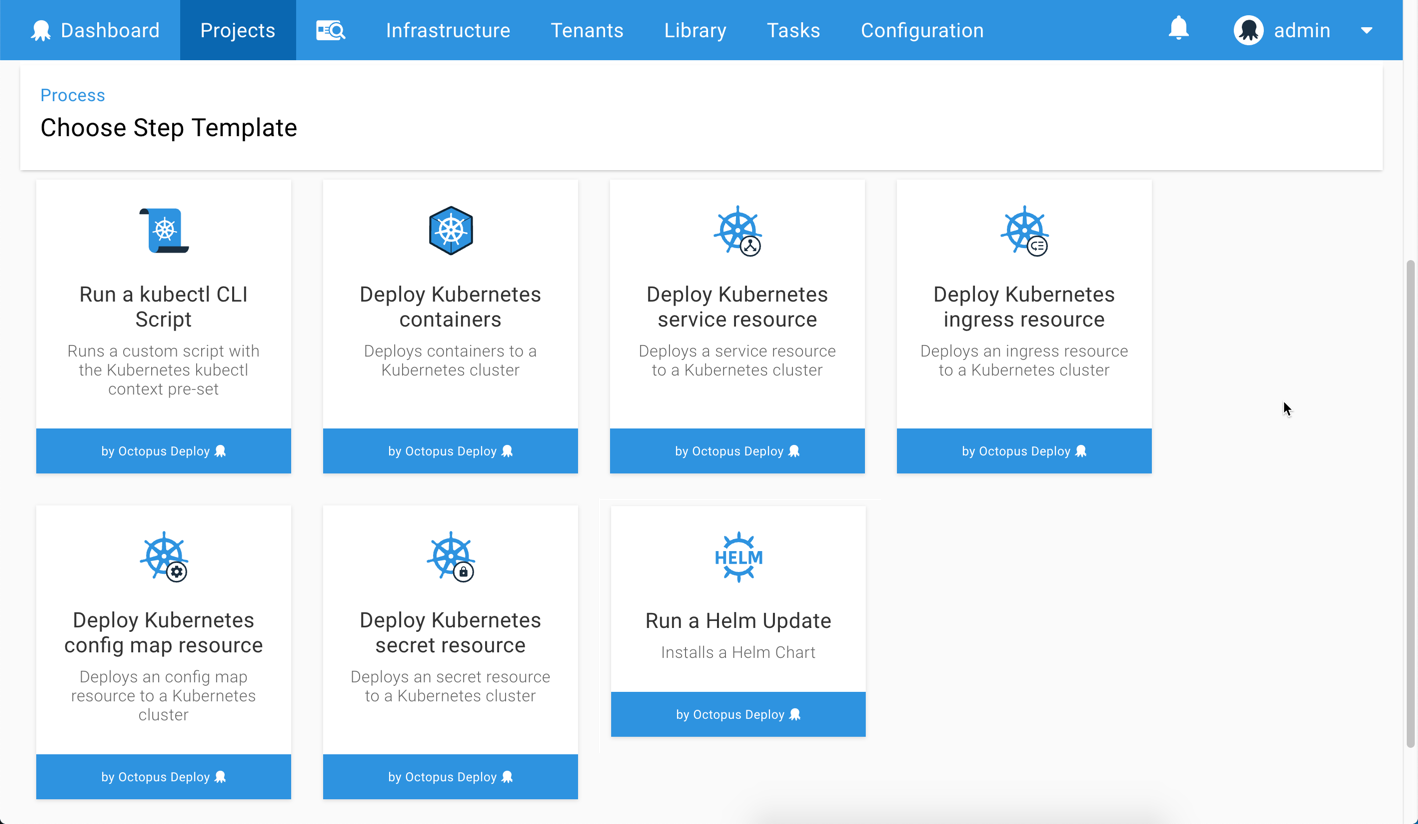 Dashboard Projects Infrastructure Tenants Library Tasks Configuration admin
Process
Choose Step Template
Run a kubectl CLI
Script
Runs a custom script with
the Kubernetes kubectl
context pre-set
by Octopus Deploy
Deploy Kubernetes
containers
Deploys containers to a
Kubernetes cluster
by Octopus Deploy
Deploy Kubernetes
service resource
Deploys a service resource
to a Kubernetes cluster
by Octopus Deploy
Deploy Kubernetes
ingress resource
Deploys an ingress resource
to a Kubernetes cluster
by Octopus Deploy
Deploy Kubernetes
config map resource
Deploys an config map
resource to a Kubernetes
cluster
by Octopus Deploy
Deploy Kubernetes
secret resource
Deploys an secret resource
to a Kubernetes cluster
by Octopus Deploy
HELM
Run a Helm Update
Installs a Helm Chart
by Octopus Deploy